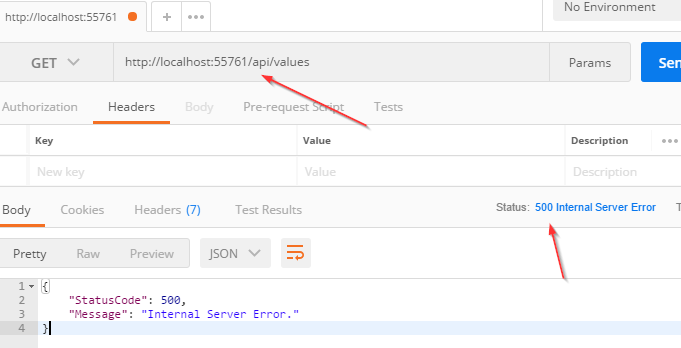 http://localhost:55761
+
•••
No Environment
GET
http://localhost:55761/api/values
Params
Sen
Authorization
Headers
Body
Pre-request Script
Tests
Key
Value
Description
•••
New key
Value
Description
Body
Cookies
Headers (7)
Test Results
Status: 500 Internal Server Error
T
Pretty
Raw
Preview
JSON
1 {
2 "StatusCode": 500,
3 "Message": "Internal Server Error."
4 }